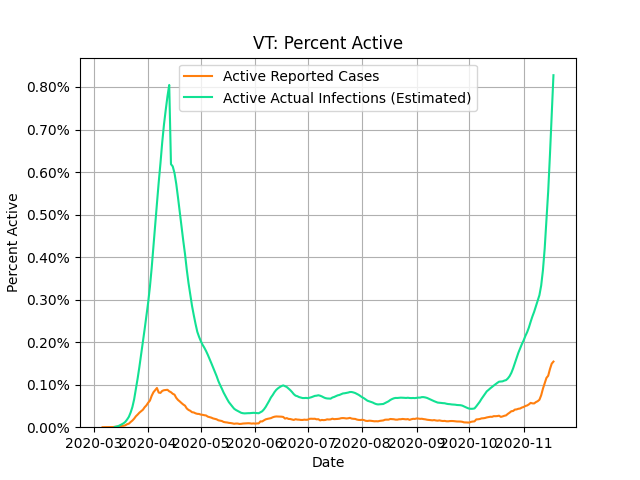 VT: Percent Active
Active Reported Cases
Active Actual Infections (Estimated)
Percent Active
0.80%
0.70%
0.60%
0.50%
0.40%
0.30%
0.20%
0.10%
0.00%
2020-03 2020-04 2020-05 2020-06 2020-07 2020-08 2020-09 2020-10 2020-11
Date